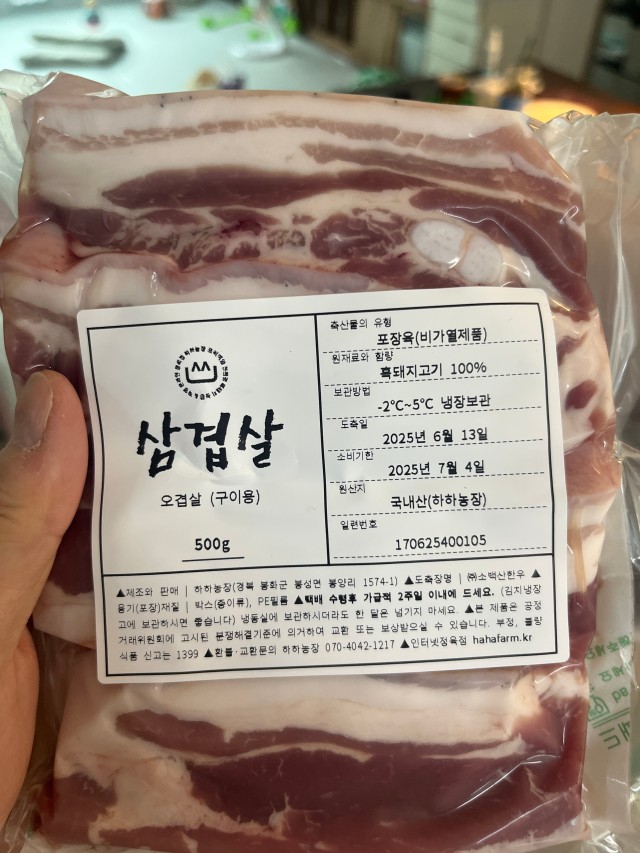 삼겹살
오겹살 (구이용)
500g
축산물의 유형
포장육(비가열제품)
원재료와 함량
흑돼지고기 100%
보관방법
-2℃~5℃ 냉장보관
도축일
2025년 6월 13일
소비기한
2025년 7월 4일
원산지
국내산(하하농장)
일련번호
170625400105
▲제조와 판매 | 하하농장(경북 봉화군 봉성면 봉양리 1574-1) ▲도축장명 | ㈜소백산한우 ▲
용기(포장)재질 | 박스(종이류), PE필름 ▲택배 수령후 가급적 2주일 이내에 드세요. (김치냉장
고에 보관하시면 좋습니다) 냉동실에 보관하시더라도 한 달은 넘기지 마세요. ▲본 제품은 공정
거래위원회에 고시된 분쟁해결기준에 의거하여 교환 또는 보상받으실 수 있습니다. 부정, 불량
식품 신고는 1399 ▲환불·교환문의 하하농장 070-4042-1217 ▲인터넷정육점 hahafarm.kr